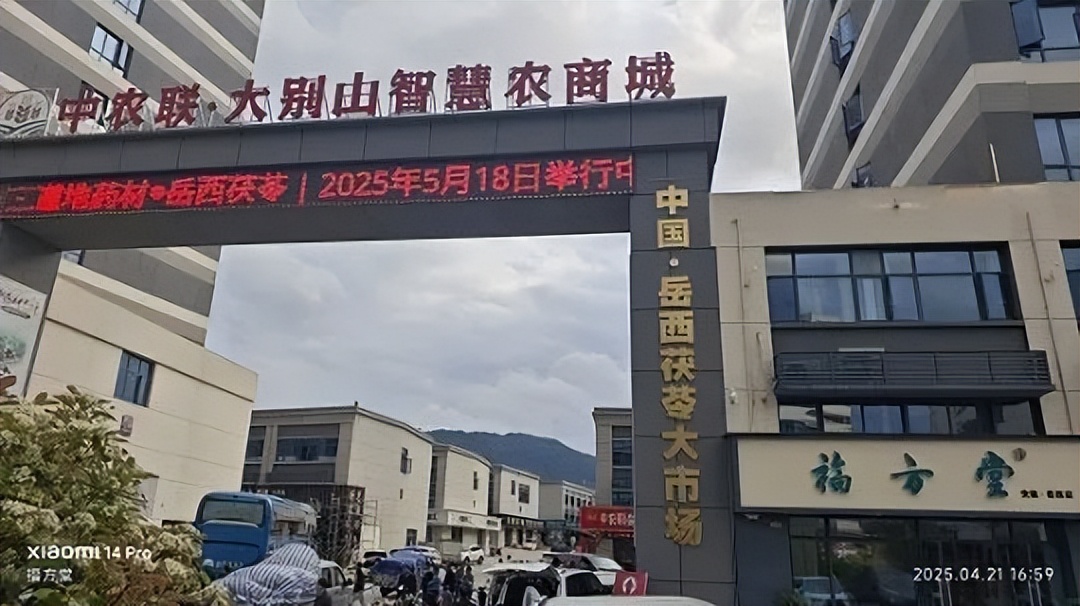 中农联·大别山智慧农商城
道地药材•岳西茯苓｜2025年5月18日举行中
中国·岳西茯苓大市场
福方堂
xiaomi 14 Pro
福方堂
2025.04.21 16:59